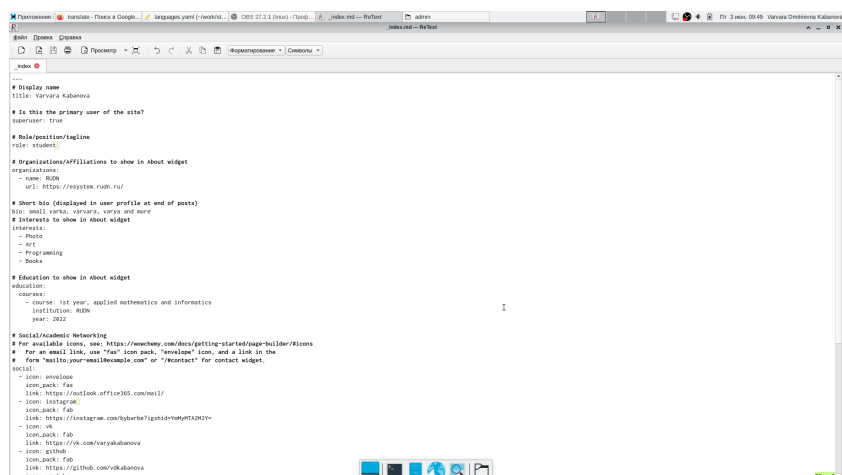 Приложения
translate - Поиск в Google...
languages.yaml (~/work/st...
OBS 27.2.1 (linux) - Проф...
_index.md — ReText
admin
Пт 3 июн, 09:49
Varvara Dmitrievna Kabanova
_index.md — ReText
Файл Правка Справка
Просмотр
Форматирование
Символы
_index
---
# Display name
title: Varvara Kabanova
# Is this the primary user of the site?
superuser: true
# Role/position/tagline
role: student
# Organizations/Affiliations to show in About widget
organizations:
- name: RUDN
url: https://esystem.rudn.ru/
# Short bio (displayed in user profile at end of posts)
bio: small varka, varvara, varya and more
# Interests to show in About widget
interests:
- Photo
- Art
- Programming
- Books
# Education to show in About widget
education:
courses:
- course: 1st year, applied mathematics and informatics
institution: RUDN
year: 2022
# Social/Academic Networking
# For available icons, see: https://wowchemy.com/docs/getting-started/page-builder/#icons
# For an email link, use "fas" icon pack, "envelope" icon, and a link in the
# form "mailto:your-email@example.com" or "/#contact" for contact widget.
social:
- icon: envelope
icon_pack: fas
link: https://outlook.office365.com/mail/
- icon: instagram
icon_pack: fab
link: https://instagram.com/bybarbe?igshid=YmMyMTA2M2Y=
- icon: vk
icon_pack: fab
link: https://vk.com/varyakabanova
- icon: github
icon_pack: fab
link: https://github.com/vdkabanova